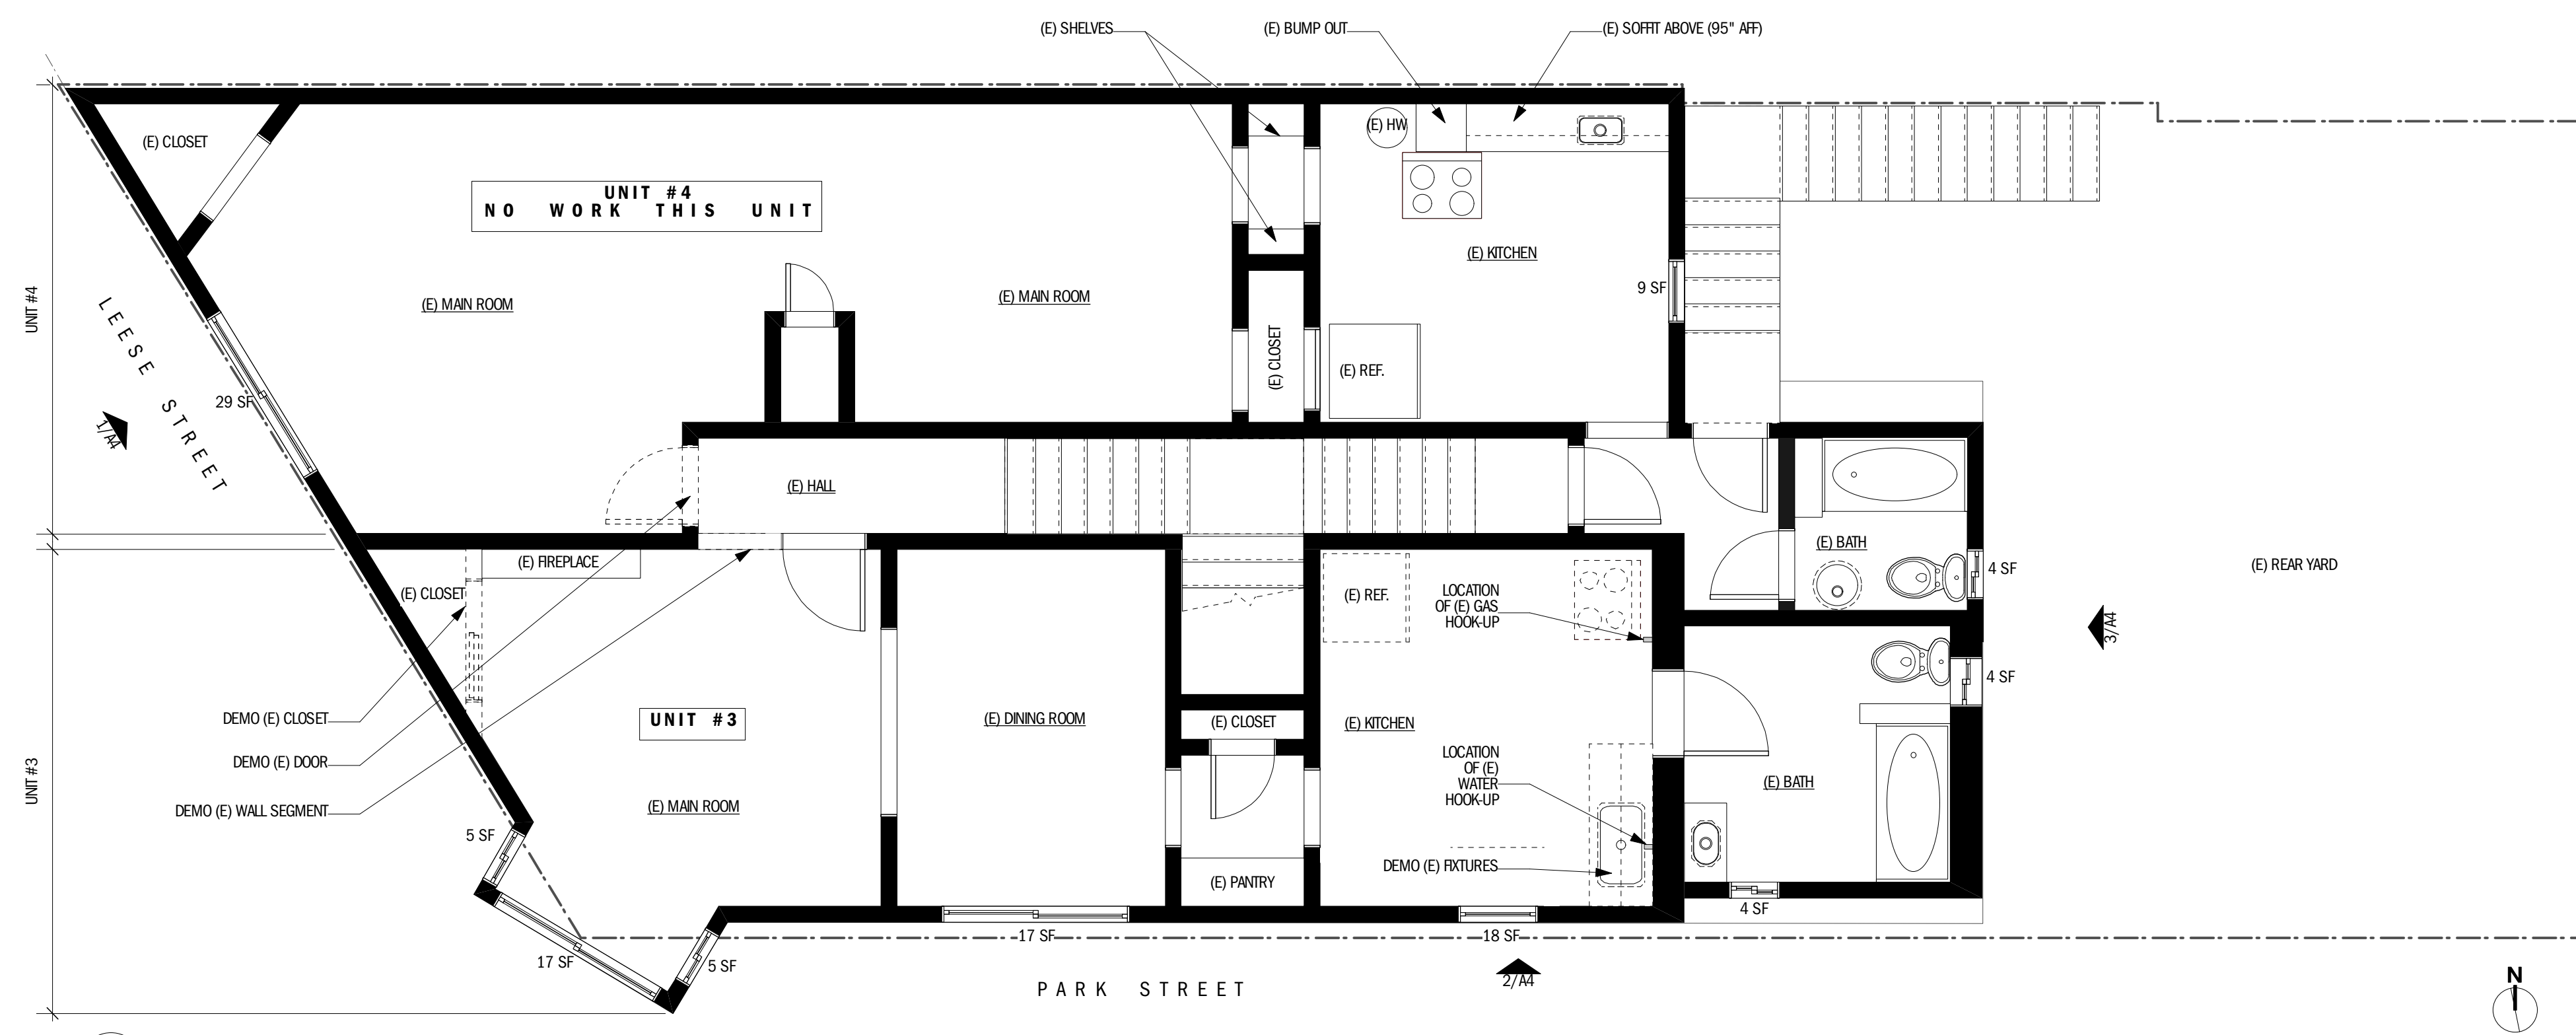 (E) SHELVES
(E) BUMP OUT
(E) SOFFIT ABOVE (95" AFF)
(E) CLOSET
(E) HW
UNIT #4
NO WORK THIS UNIT
(E) KITCHEN
9 SF
UNIT #4
LEESE STREET
(E) MAIN ROOM
(E) MAIN ROOM
(E) CLOSET
(E) REF.
29 SF
1/A4
(E) HALL
(E) BATH
4 SF
(E) REAR YARD
(E) FIREPLACE
(E) CLOSET
(E) REF.
LOCATION
OF (E) GAS
HOOK-UP
3/A4
4 SF
DEMO (E) CLOSET
UNIT #3
(E) DINING ROOM
(E) CLOSET
(E) KITCHEN
DEMO (E) DOOR
LOCATION
OF (E)
WATER
HOOK-UP
(E) BATH
UNIT #3
DEMO (E) WALL SEGMENT
(E) MAIN ROOM
5 SF
DEMO (E) FIXTURES
(E) PANTRY
4 SF
17 SF
18 SF
17 SF
5 SF
PARK STREET
2/A4
N